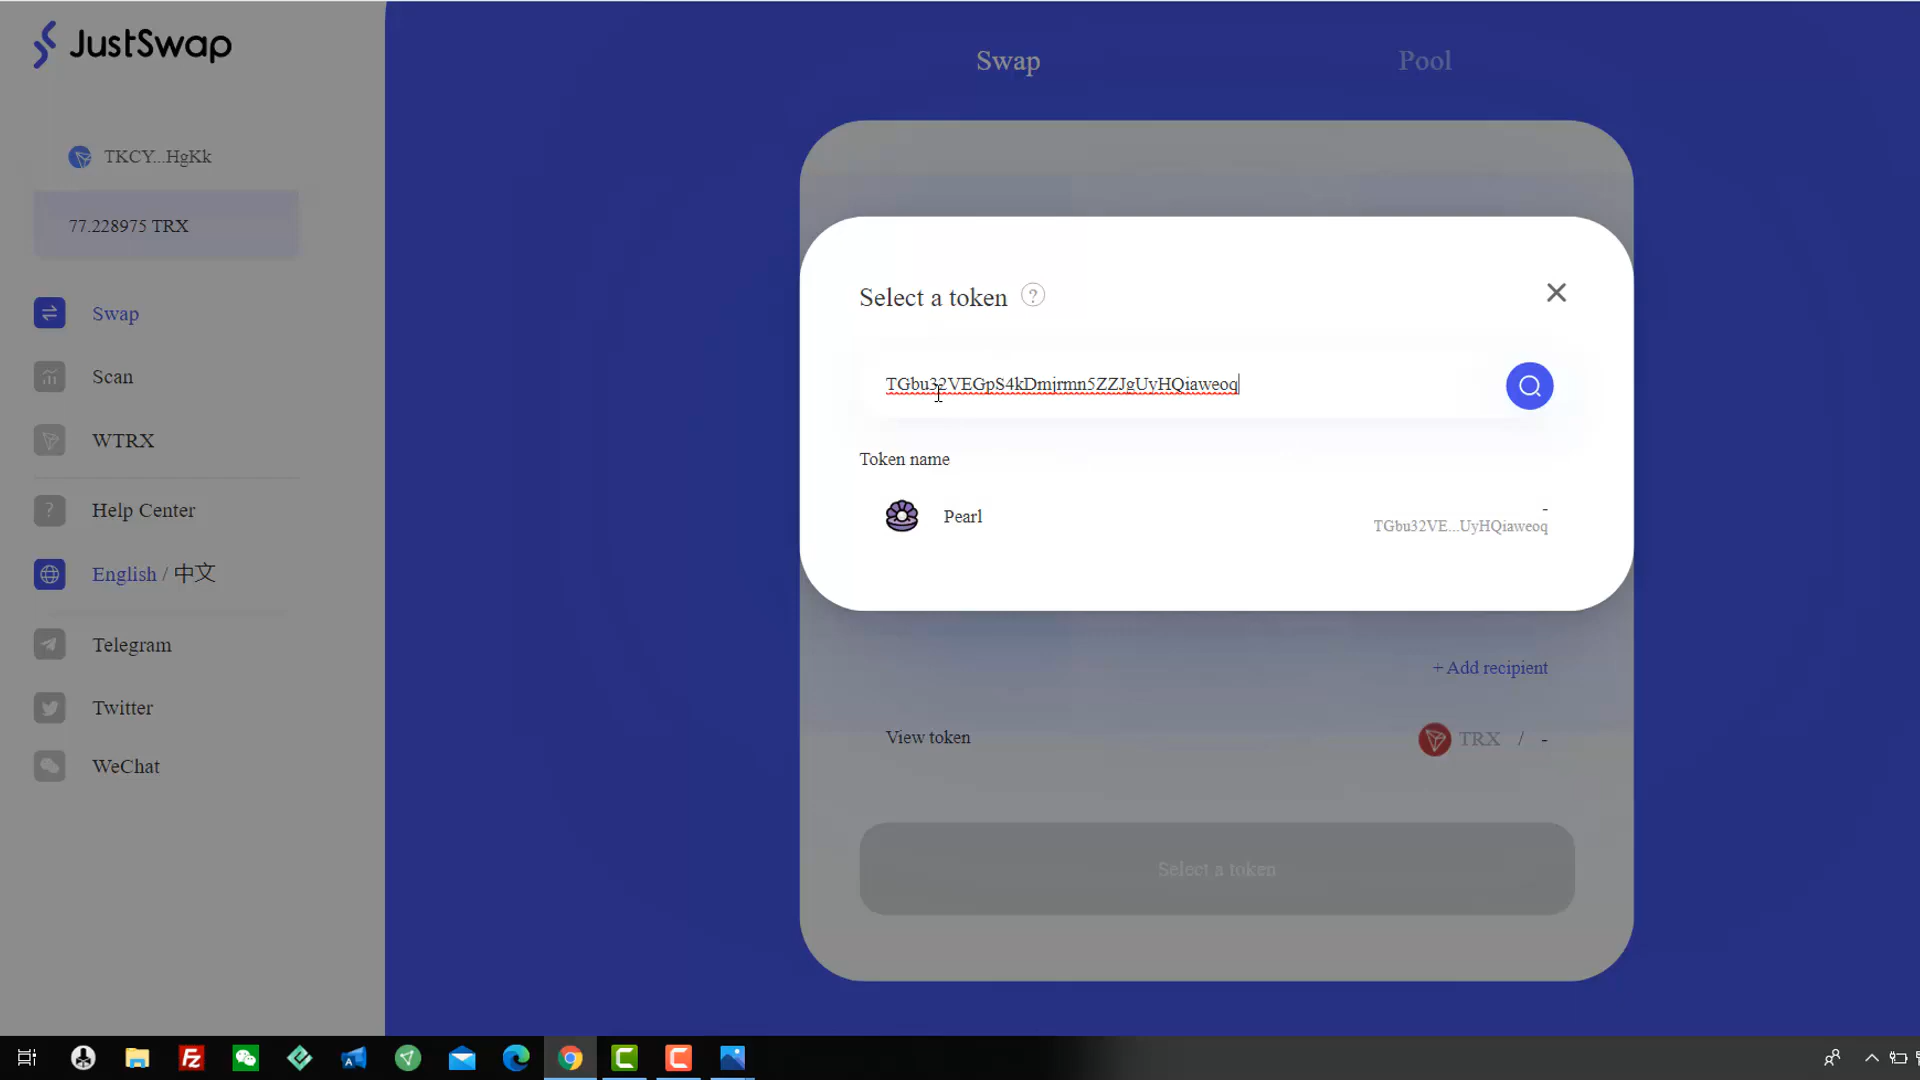 JustSwap
TKCY...HgKk
77.228975 TRX
Swap
Scan
WTRX
Help Center
English / 中文
Telegram
Twitter
WeChat
Swap
Pool
Select a token ?
TGbu32VEGpS4kDmjrmn5ZZJgUyHQiaweoq
Token name
Pearl
-
TGbu32VE...UyHQiaweoq
+ Add recipient
View token
TRX / -
Select a token